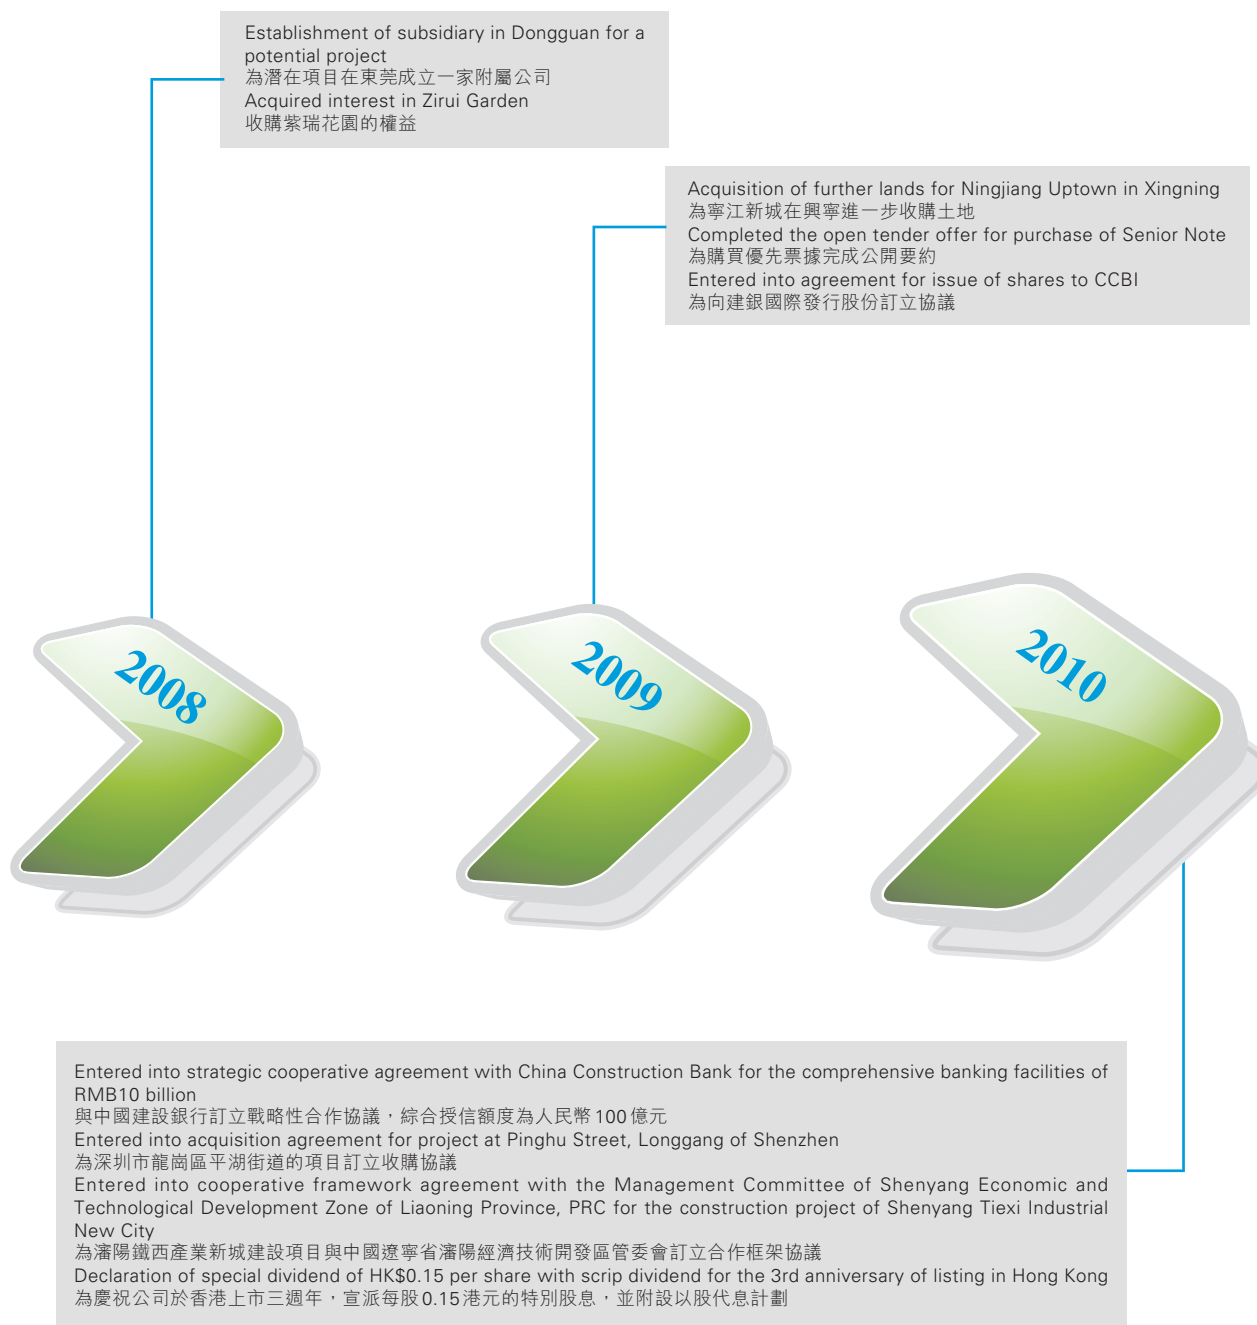 Establishment of subsidiary in Dongguan for a
potential project
為潛在項目在東莞成立一家附屬公司
Acquired interest in Zirui Garden
收購紫瑞花園的權益
Acquisition of further lands for Ningjiang Uptown in Xingning
為寧江新城在興寧進一步收購土地
Completed the open tender offer for purchase of Senior Note
為購買優先票據完成公開要約
Entered into agreement for issue of shares to CCBI
為向建銀國際發行股份訂立協議
2008
2009
2010
Entered into strategic cooperative agreement with China Construction Bank for the comprehensive banking facilities of
RMB10 billion
與中國建設銀行訂立戰略性合作協議，綜合授信額度為人民幣100億元
Entered into acquisition agreement for project at Pinghu Street, Longgang of Shenzhen
為深圳市龍崗區平湖街道的項目訂立收購協議
Entered into cooperative framework agreement with the Management Committee of Shenyang Economic and
Technological Development Zone of Liaoning Province, PRC for the construction project of Shenyang Tiexi Industrial
New City
為瀋陽鐵西產業新城建設項目與中國遼寧省瀋陽經濟技術開發區管委會訂立合作框架協議
Declaration of special dividend of HK$0.15 per share with scrip dividend for the 3rd anniversary of listing in Hong Kong
為慶祝公司於香港上市三週年，宣派每股0.15港元的特別股息，並附設以股代息計劃